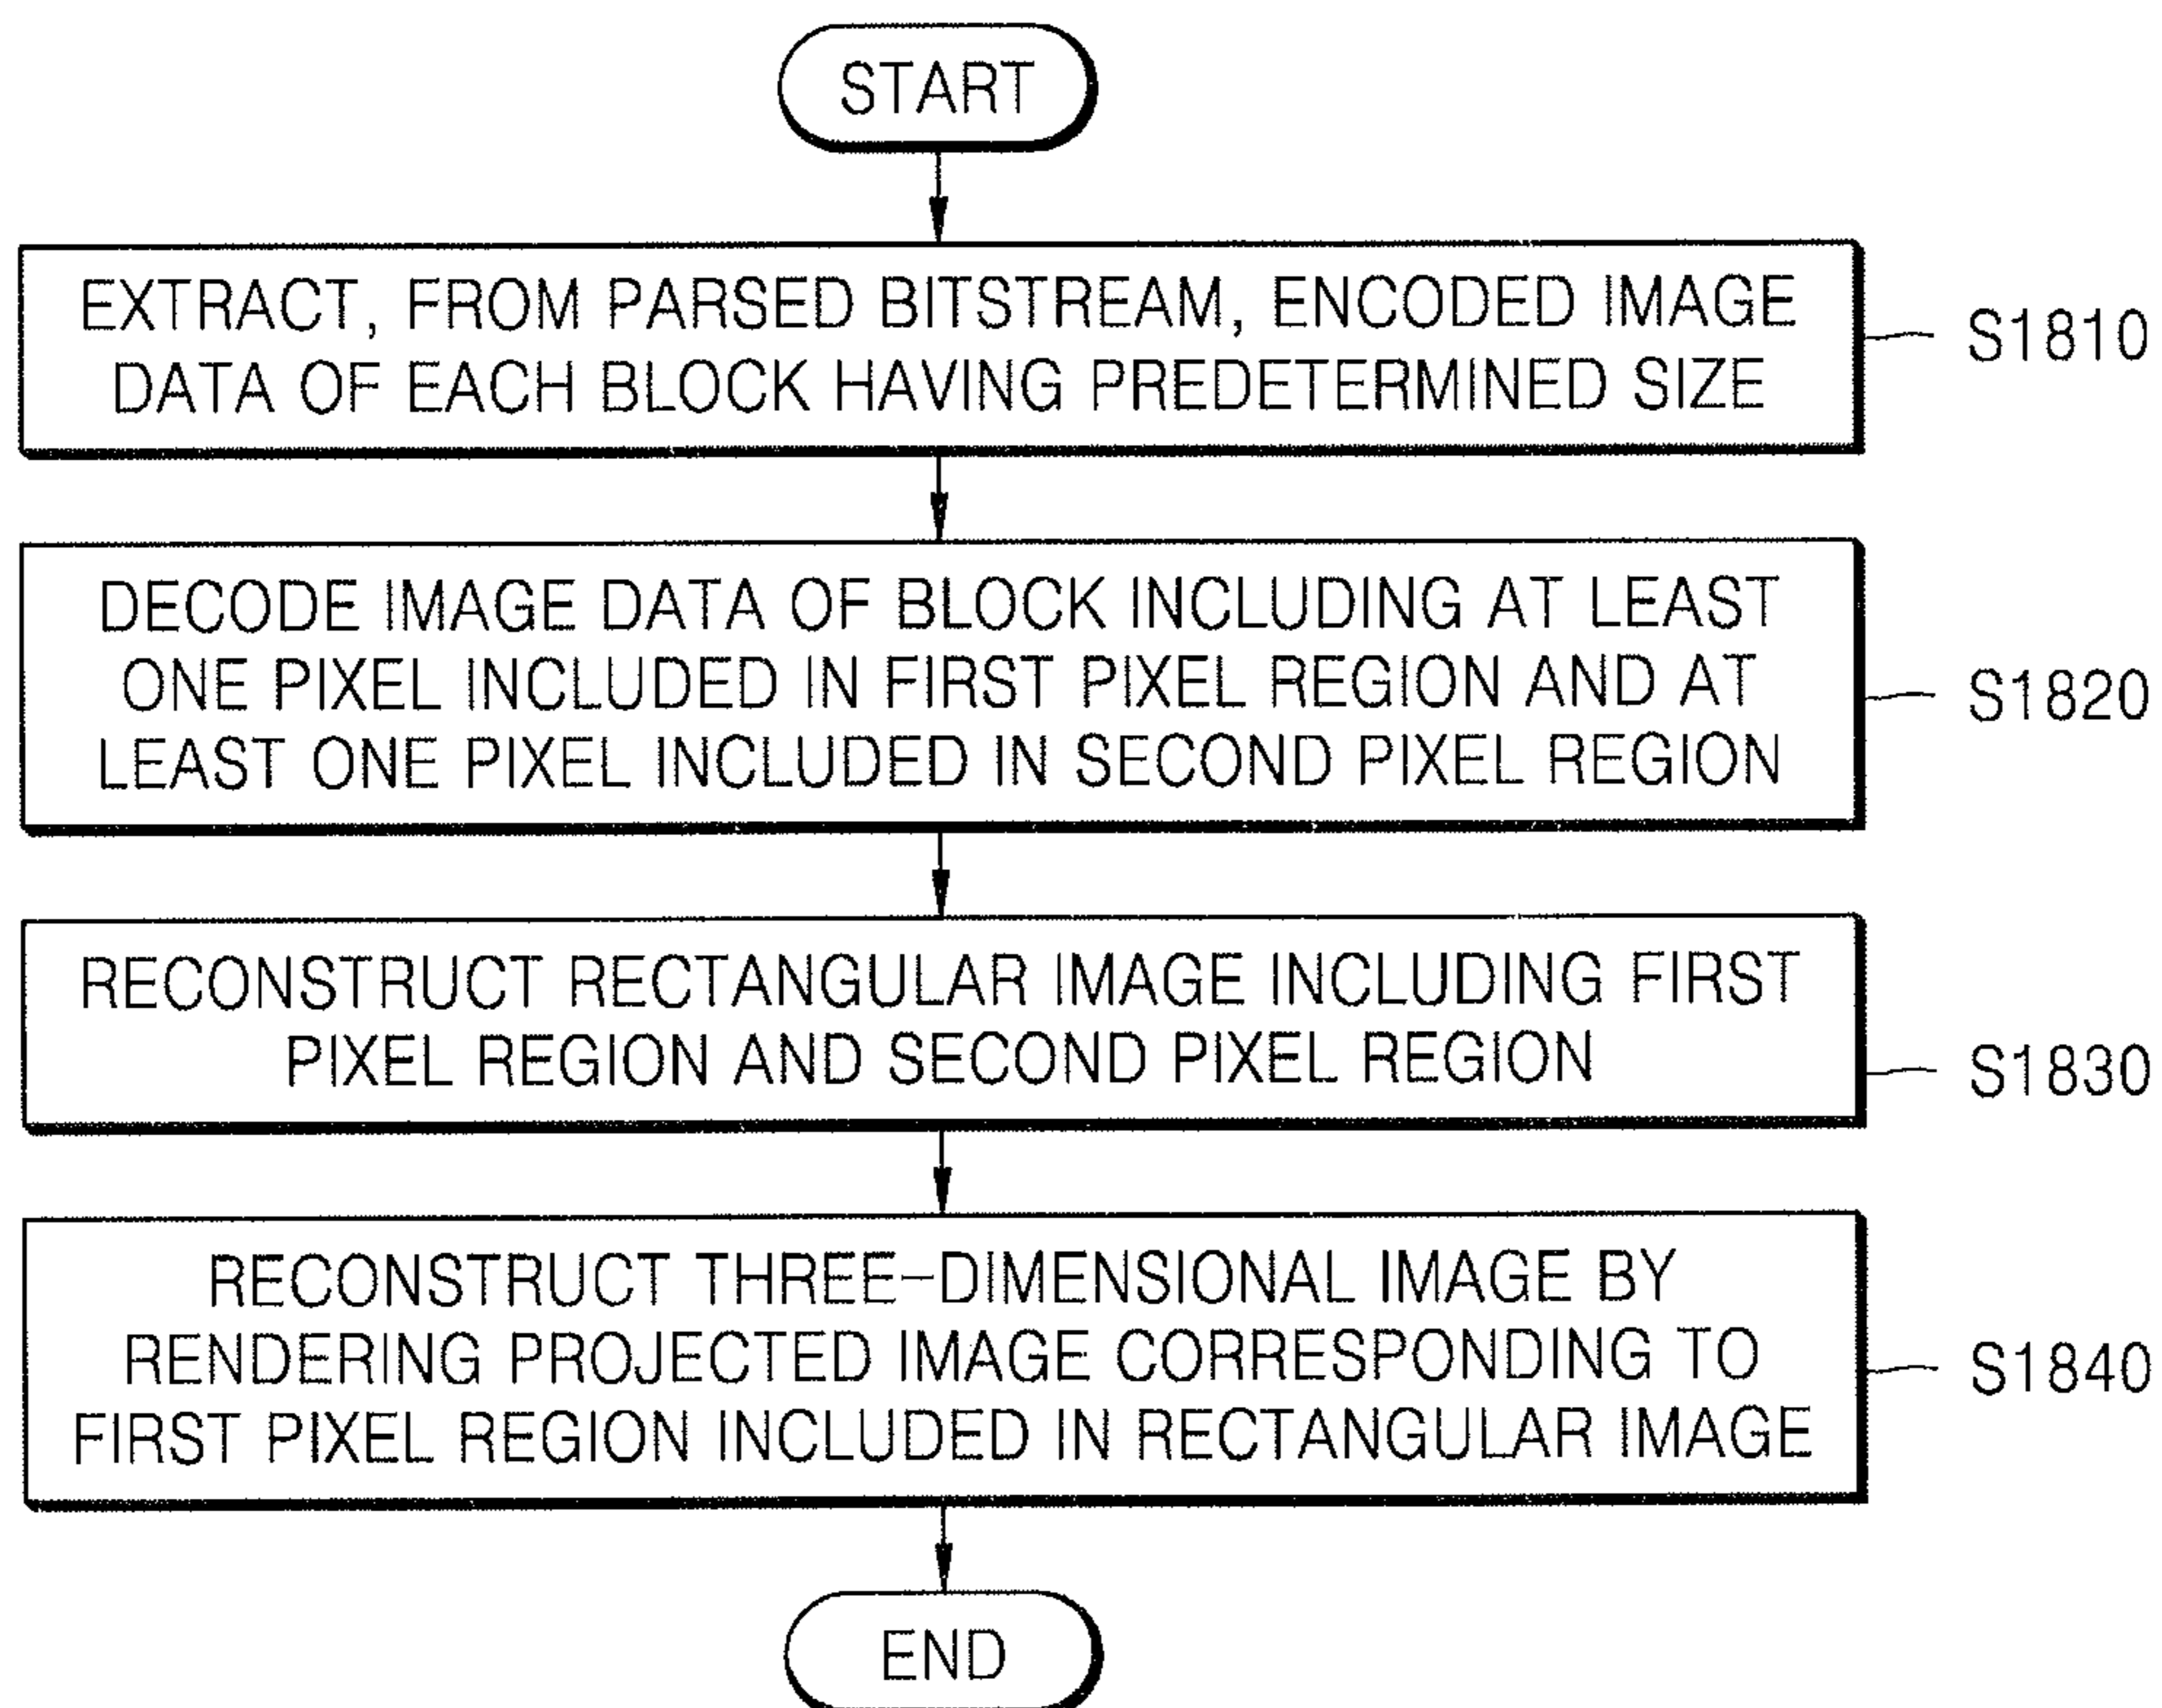 START
EXTRACT, FROM PARSED BITSTREAM, ENCODED IMAGE
DATA OF EACH BLOCK HAVING PREDETERMINED SIZE
S1810
DECODE IMAGE DATA OF BLOCK INCLUDING AT LEAST
ONE PIXEL INCLUDED IN FIRST PIXEL REGION AND AT
LEAST ONE PIXEL INCLUDED IN SECOND PIXEL REGION
S1820
RECONSTRUCT RECTANGULAR IMAGE INCLUDING FIRST
PIXEL REGION AND SECOND PIXEL REGION
S1830
RECONSTRUCT THREE-DIMENSIONAL IMAGE BY
RENDERING PROJECTED IMAGE CORRESPONDING TO
FIRST PIXEL REGION INCLUDED IN RECTANGULAR IMAGE
S1840
END